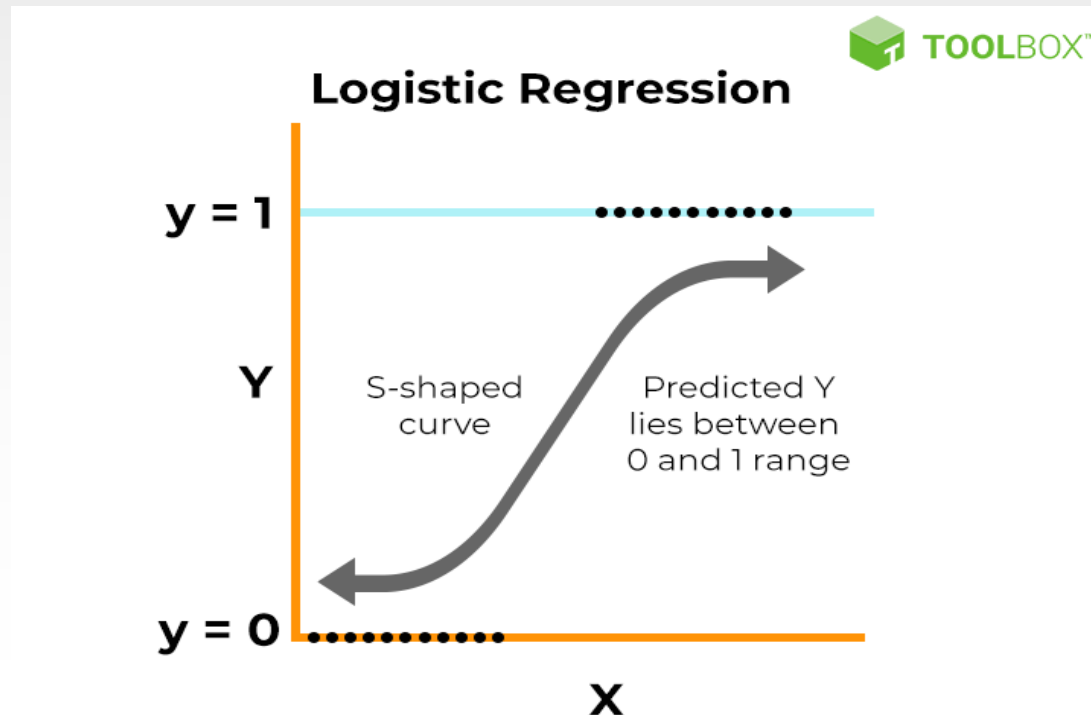 TOOLBOX™
Logistic Regression
y = 1
Y
S-shaped
curve
Predicted Y
lies between
0 and 1 range
y = 0
X